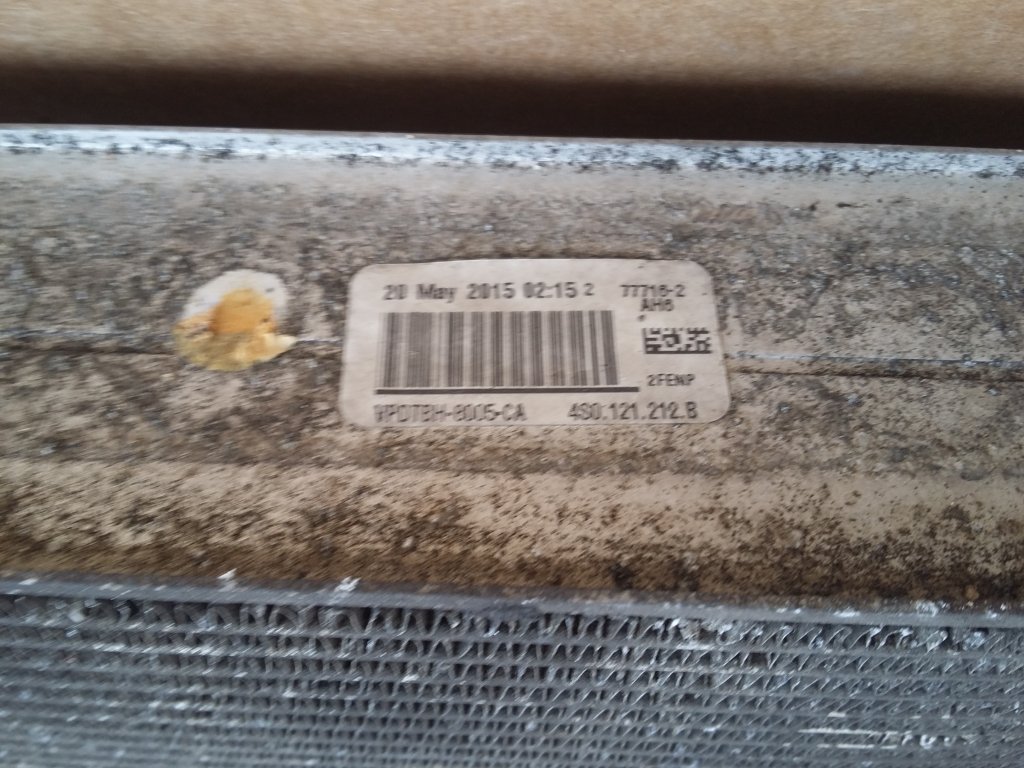 20 May 2015 02:15 2
77716-2
AH6
2FENP
VPDTBH-8005-CA
4S0.121.212.B